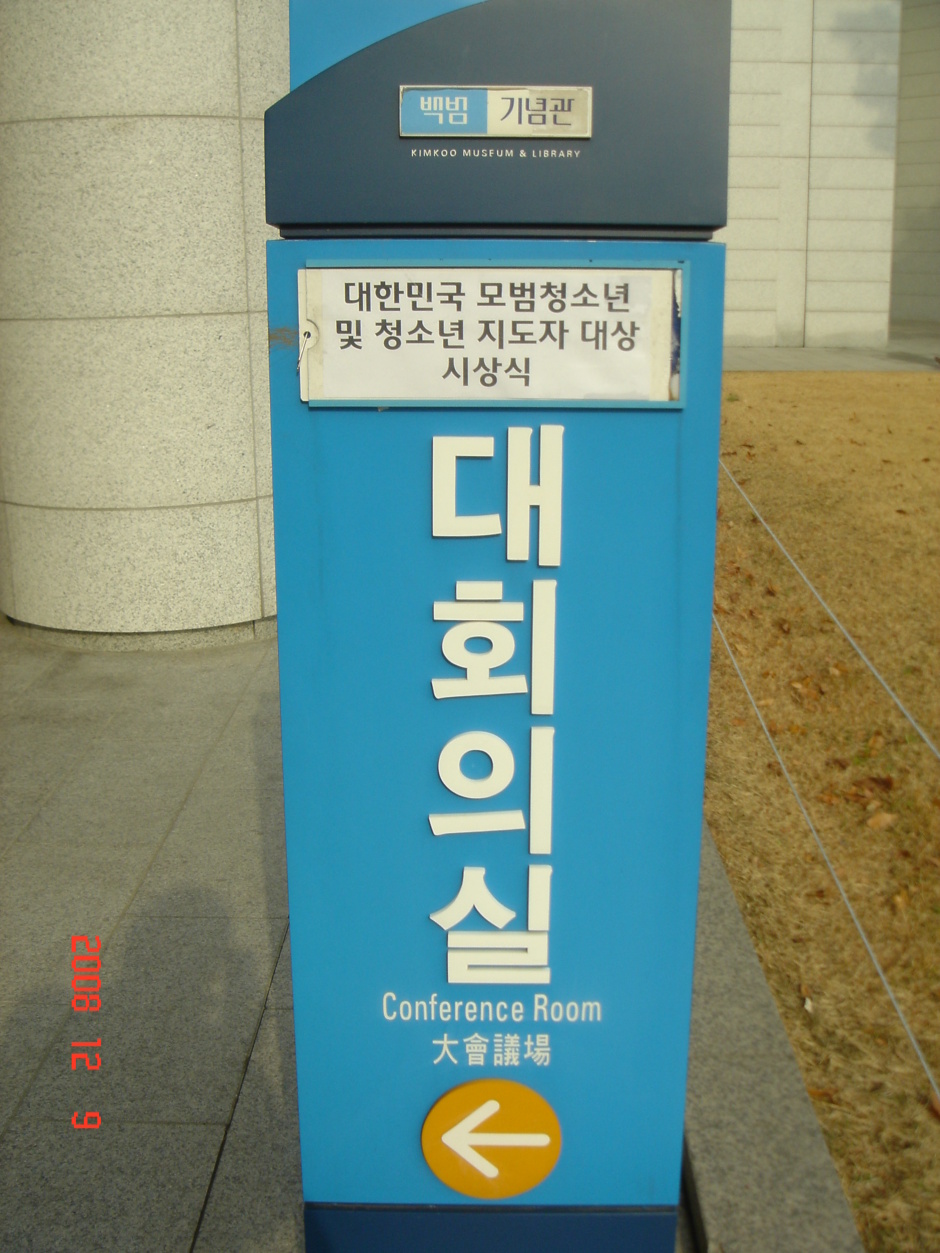 백범 기념관
KIMKOO MUSEUM & LIBRARY
대한민국 모범청소년
및 청소년 지도자 대상
시상식
대회의실
Conference Room
大會議場
2008 12 9